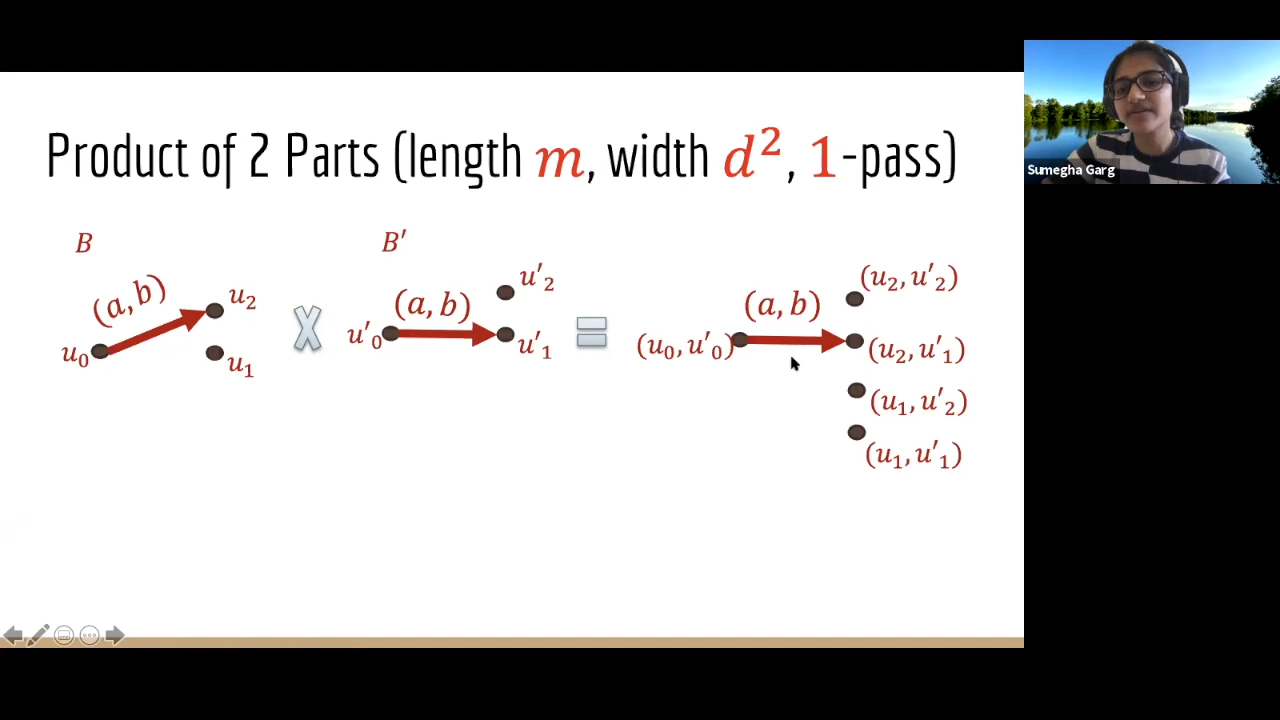 Product of 2 Parts (length m, width d², 1-pass)
B
B′
(a, b)
u₀
u₂
u₁
X
(a, b)
u′₀
u′₂
u′₁
=
(a, b)
(u₀, u′₀)
(u₂, u′₂)
(u₂, u′₁)
(u₁, u′₂)
(u₁, u′₁)
Sumegha Garg